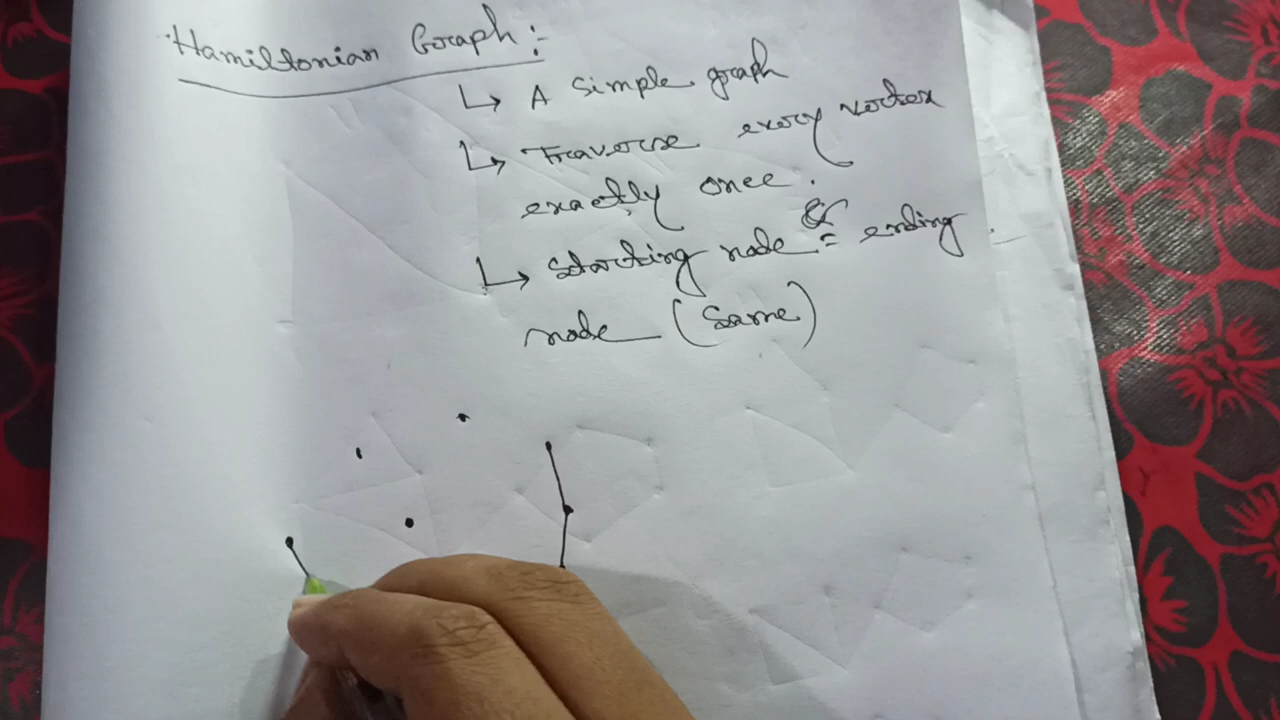 Hamiltonian Graph :-
↳ A simple graph
↳ Traverse every vertex
exactly once.
↳ Starting node & = ending
node (Same)